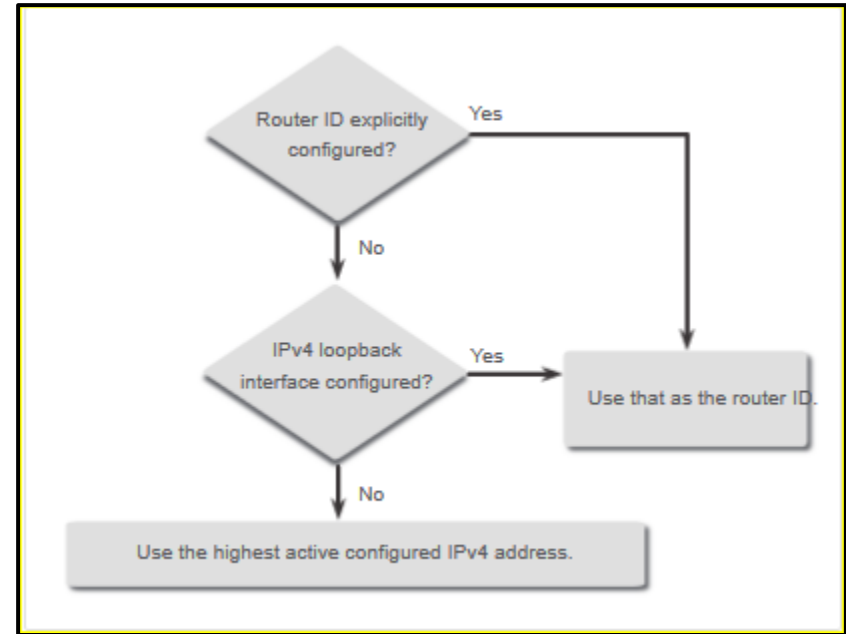 Router ID explicitly
configured?
Yes
No
IPv4 loopback
interface configured?
Yes
Use that as the router ID.
No
Use the highest active configured IPv4 address.